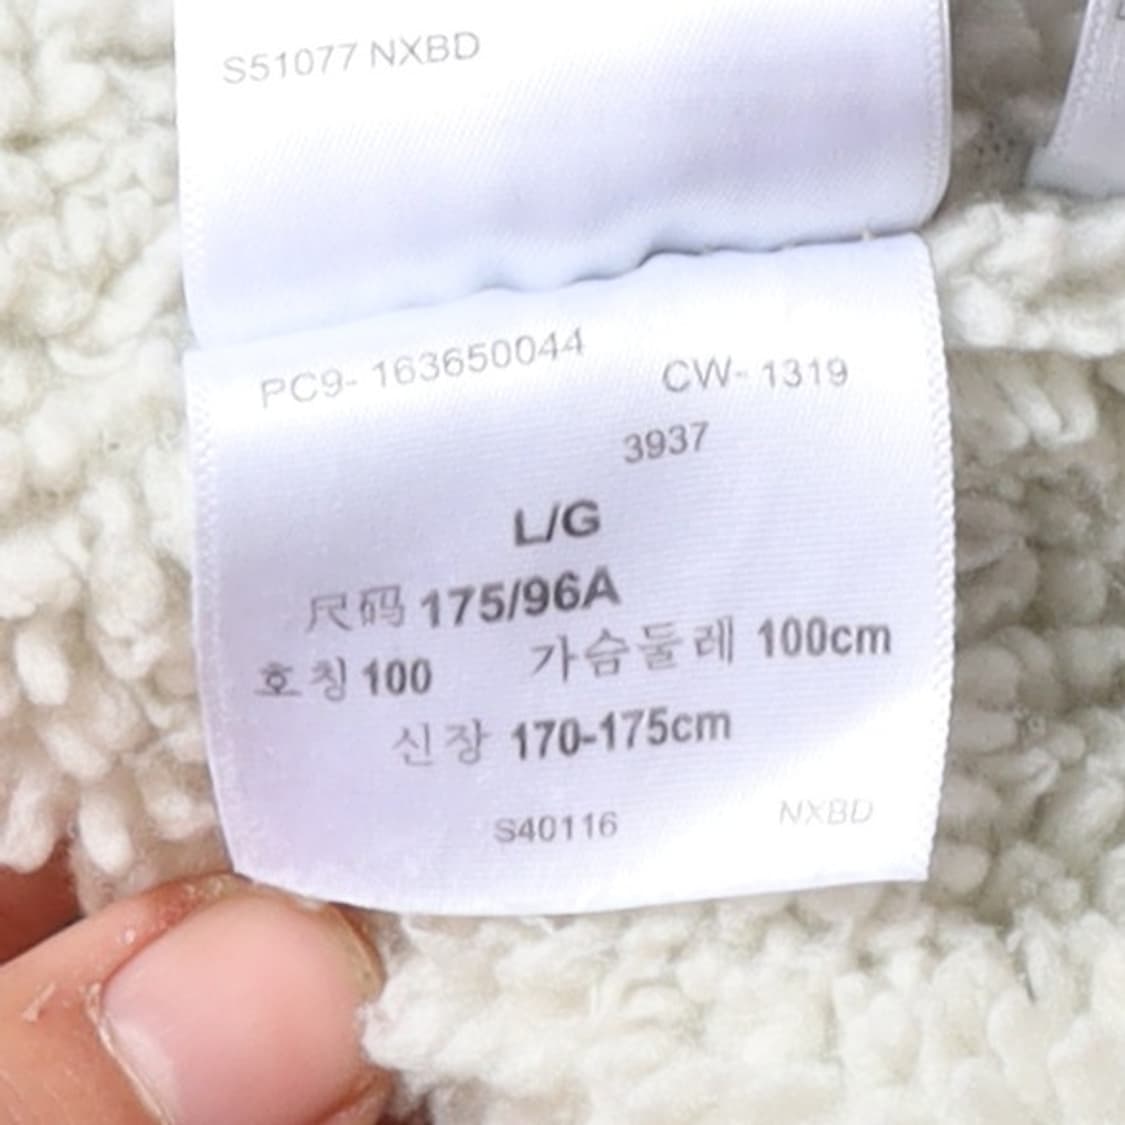 S51077 NXBD
PC9- 163650044
CW- 1319
3937
L/G
尺码 175/96A
호칭 100 가슴둘레 100cm
신장 170-175cm
S40116 NXBD